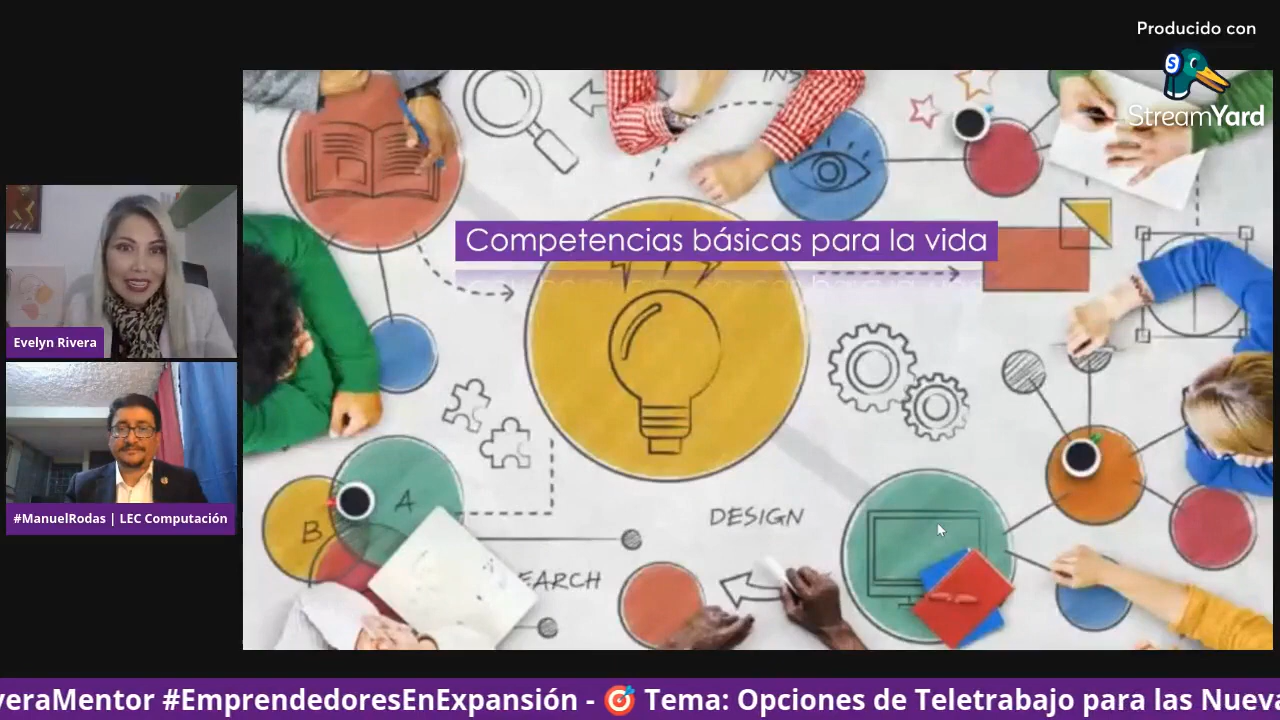 Producido con
StreamYard
INS
Competencias básicas para la vida
Evelyn Rivera
A
B
DESIGN
EARCH
#ManuelRodas | LEC Computación
veraMentor #EmprendedoresEnExpansión - 🎯 Tema: Opciones de Teletrabajo para las Nueva